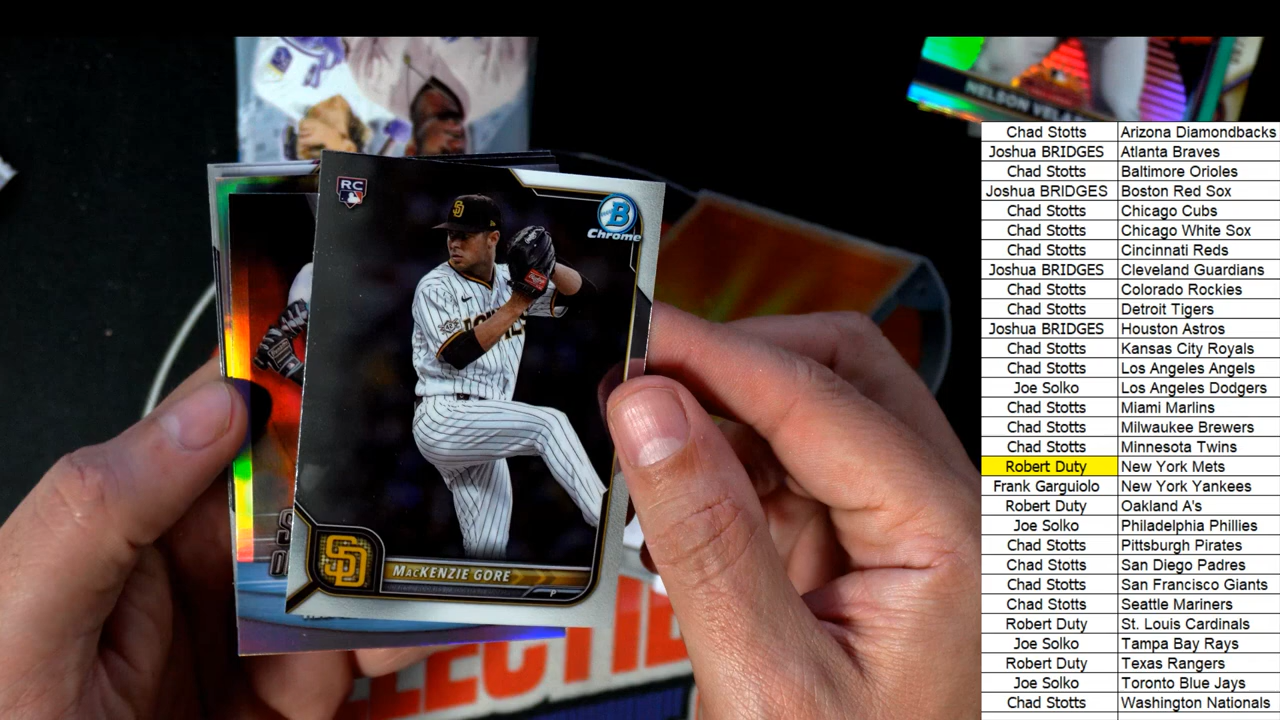 NELSON VELA
RC
B
Chrome
SD
MACKENZIE GORE
P
LECTIB
Chad Stotts Arizona Diamondbacks
Joshua BRIDGES Atlanta Braves
Chad Stotts Baltimore Orioles
Joshua BRIDGES Boston Red Sox
Chad Stotts Chicago Cubs
Chad Stotts Chicago White Sox
Chad Stotts Cincinnati Reds
Joshua BRIDGES Cleveland Guardians
Chad Stotts Colorado Rockies
Chad Stotts Detroit Tigers
Joshua BRIDGES Houston Astros
Chad Stotts Kansas City Royals
Chad Stotts Los Angeles Angels
Joe Solko Los Angeles Dodgers
Chad Stotts Miami Marlins
Chad Stotts Milwaukee Brewers
Chad Stotts Minnesota Twins
Robert Duty New York Mets
Frank Garguiolo New York Yankees
Robert Duty Oakland A's
Joe Solko Philadelphia Phillies
Chad Stotts Pittsburgh Pirates
Chad Stotts San Diego Padres
Chad Stotts San Francisco Giants
Chad Stotts Seattle Mariners
Robert Duty St. Louis Cardinals
Joe Solko Tampa Bay Rays
Robert Duty Texas Rangers
Joe Solko Toronto Blue Jays
Chad Stotts Washington Nationals